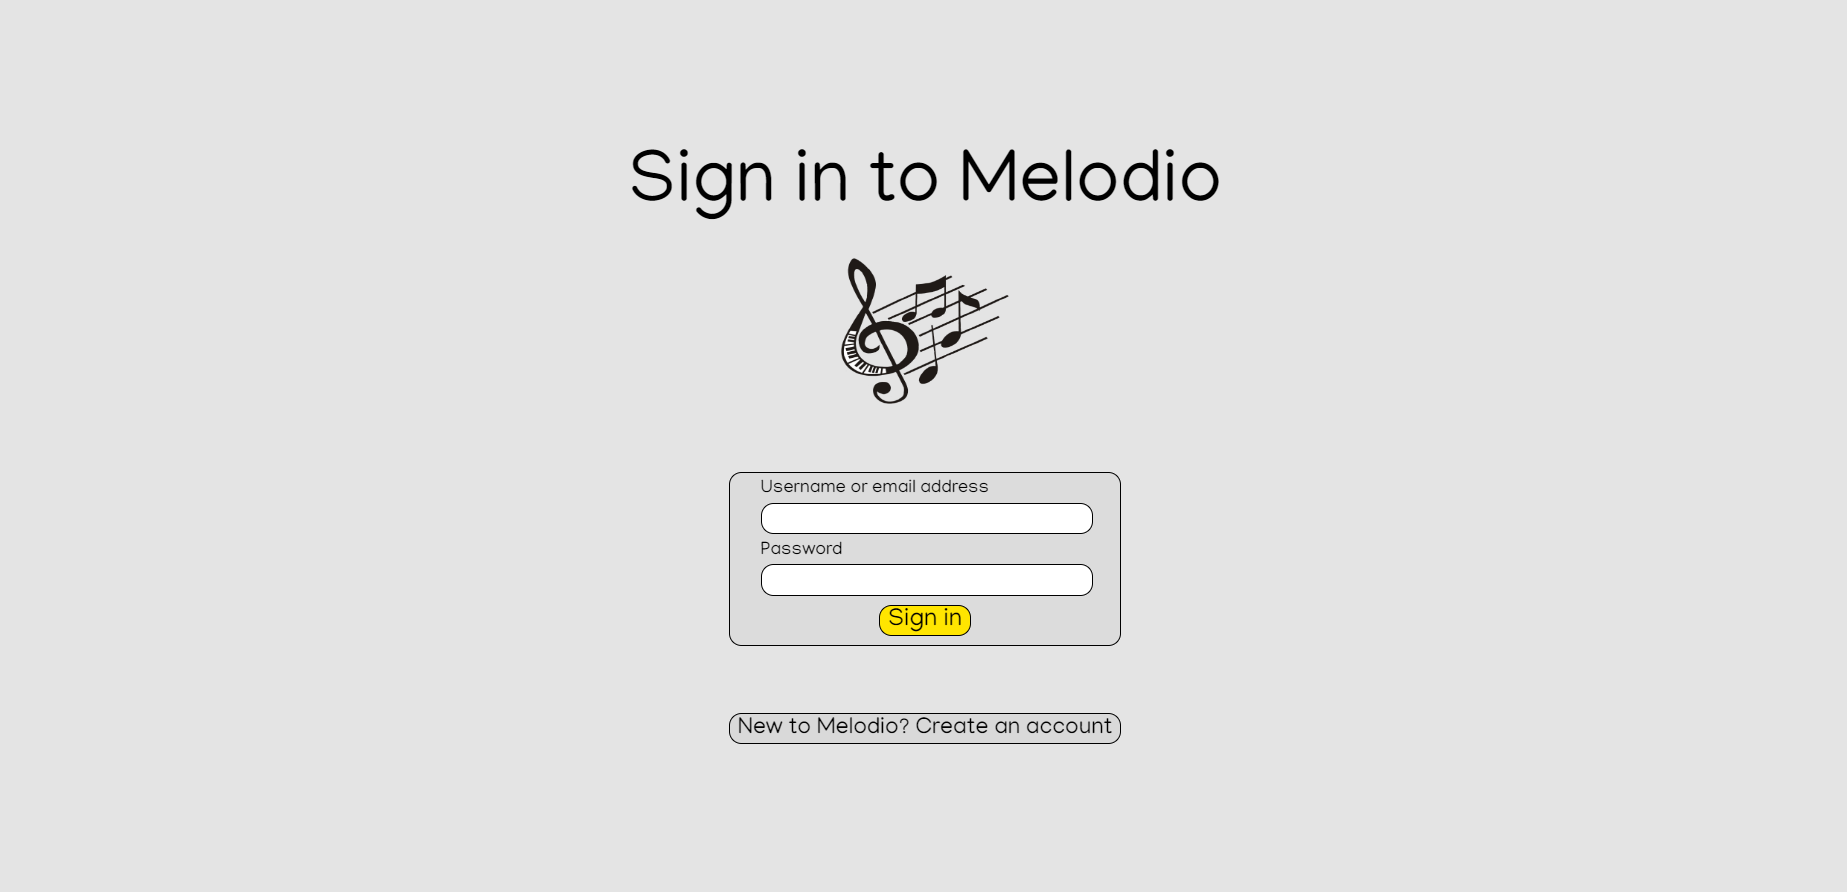 Sign in to Melodio
Username or email address
Password
Sign in
New to Melodio? Create an account